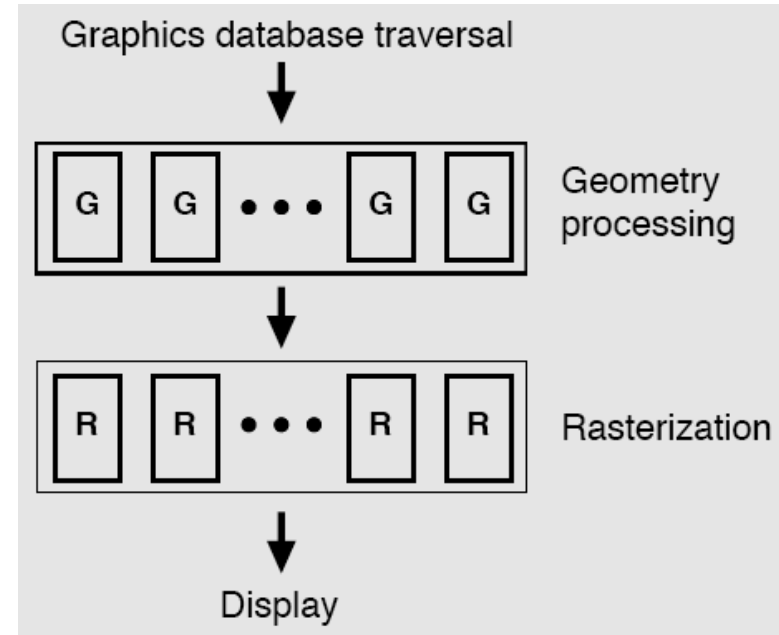 Graphics database traversal
G G • • • G G
Geometry
processing
R R • • • R R
Rasterization
Display